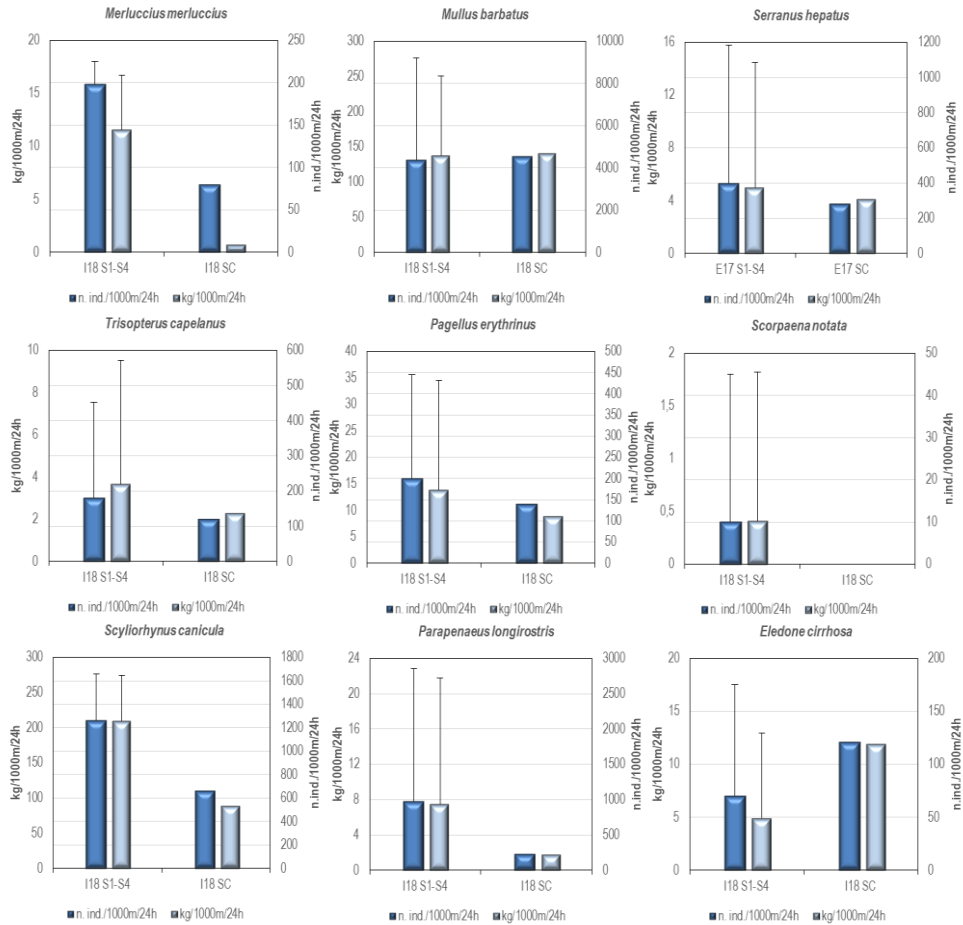 Merluccius merluccius
kg/1000m/24h
20
15
10
5
0
250
200
150
100
50
0
n.ind./1000m/24h
I18 S1-S4
I18 SC
n. ind./1000m/24h
kg/1000m/24h
Mullus barbatus
kg/1000m/24h
300
250
200
150
100
50
0
10000
8000
6000
4000
2000
0
n.ind./1000m/24h
I18 S1-S4
I18 SC
n. ind./1000m/24h
kg/1000m/24h
Serranus hepatus
kg/1000m/24h
16
14
12
10
8
6
4
2
0
1200
1000
800
600
400
200
0
n.ind./1000m/24h
E17 S1-S4
E17 SC
n. ind./1000m/24h
kg/1000m/24h
Trisopterus capelanus
kg/1000m/24h
10
8
6
4
2
0
600
500
400
300
200
100
0
n.ind./1000m/24h
I18 S1-S4
I18 SC
n. ind./1000m/24h
kg/1000m/24h
Pagellus erythrinus
kg/1000m/24h
40
35
30
25
20
15
10
5
0
500
450
400
350
300
250
200
150
100
50
0
n.ind./1000m/24h
I18 S1-S4
I18 SC
n. ind./1000m/24h
kg/1000m/24h
Scorpaena notata
kg/1000m/24h
2
1,5
1
0,5
0
50
40
30
20
10
0
n.ind./1000m/24h
I18 S1-S4
I18 SC
n. ind./1000m/24h
kg/1000m/24h
Scyliorhynus canicula
kg/1000m/24h
300
250
200
150
100
50
0
1800
1600
1400
1200
1000
800
600
400
200
0
n.ind./1000m/24h
I18 S1-S4
I18 SC
n. ind./1000m/24h
kg/1000m/24h
Parapenaeus longirostris
kg/1000m/24h
24
20
16
12
8
4
0
3000
2500
2000
1500
1000
500
0
n.ind./1000m/24h
I18 S1-S4
I18 SC
n. ind./1000m/24h
kg/1000m/24h
Eledone cirrhosa
kg/1000m/24h
20
15
10
5
0
200
150
100
50
0
n.ind./1000m/24h
I18 S1-S4
I18 SC
n. ind./1000m/24h
kg/1000m/24h